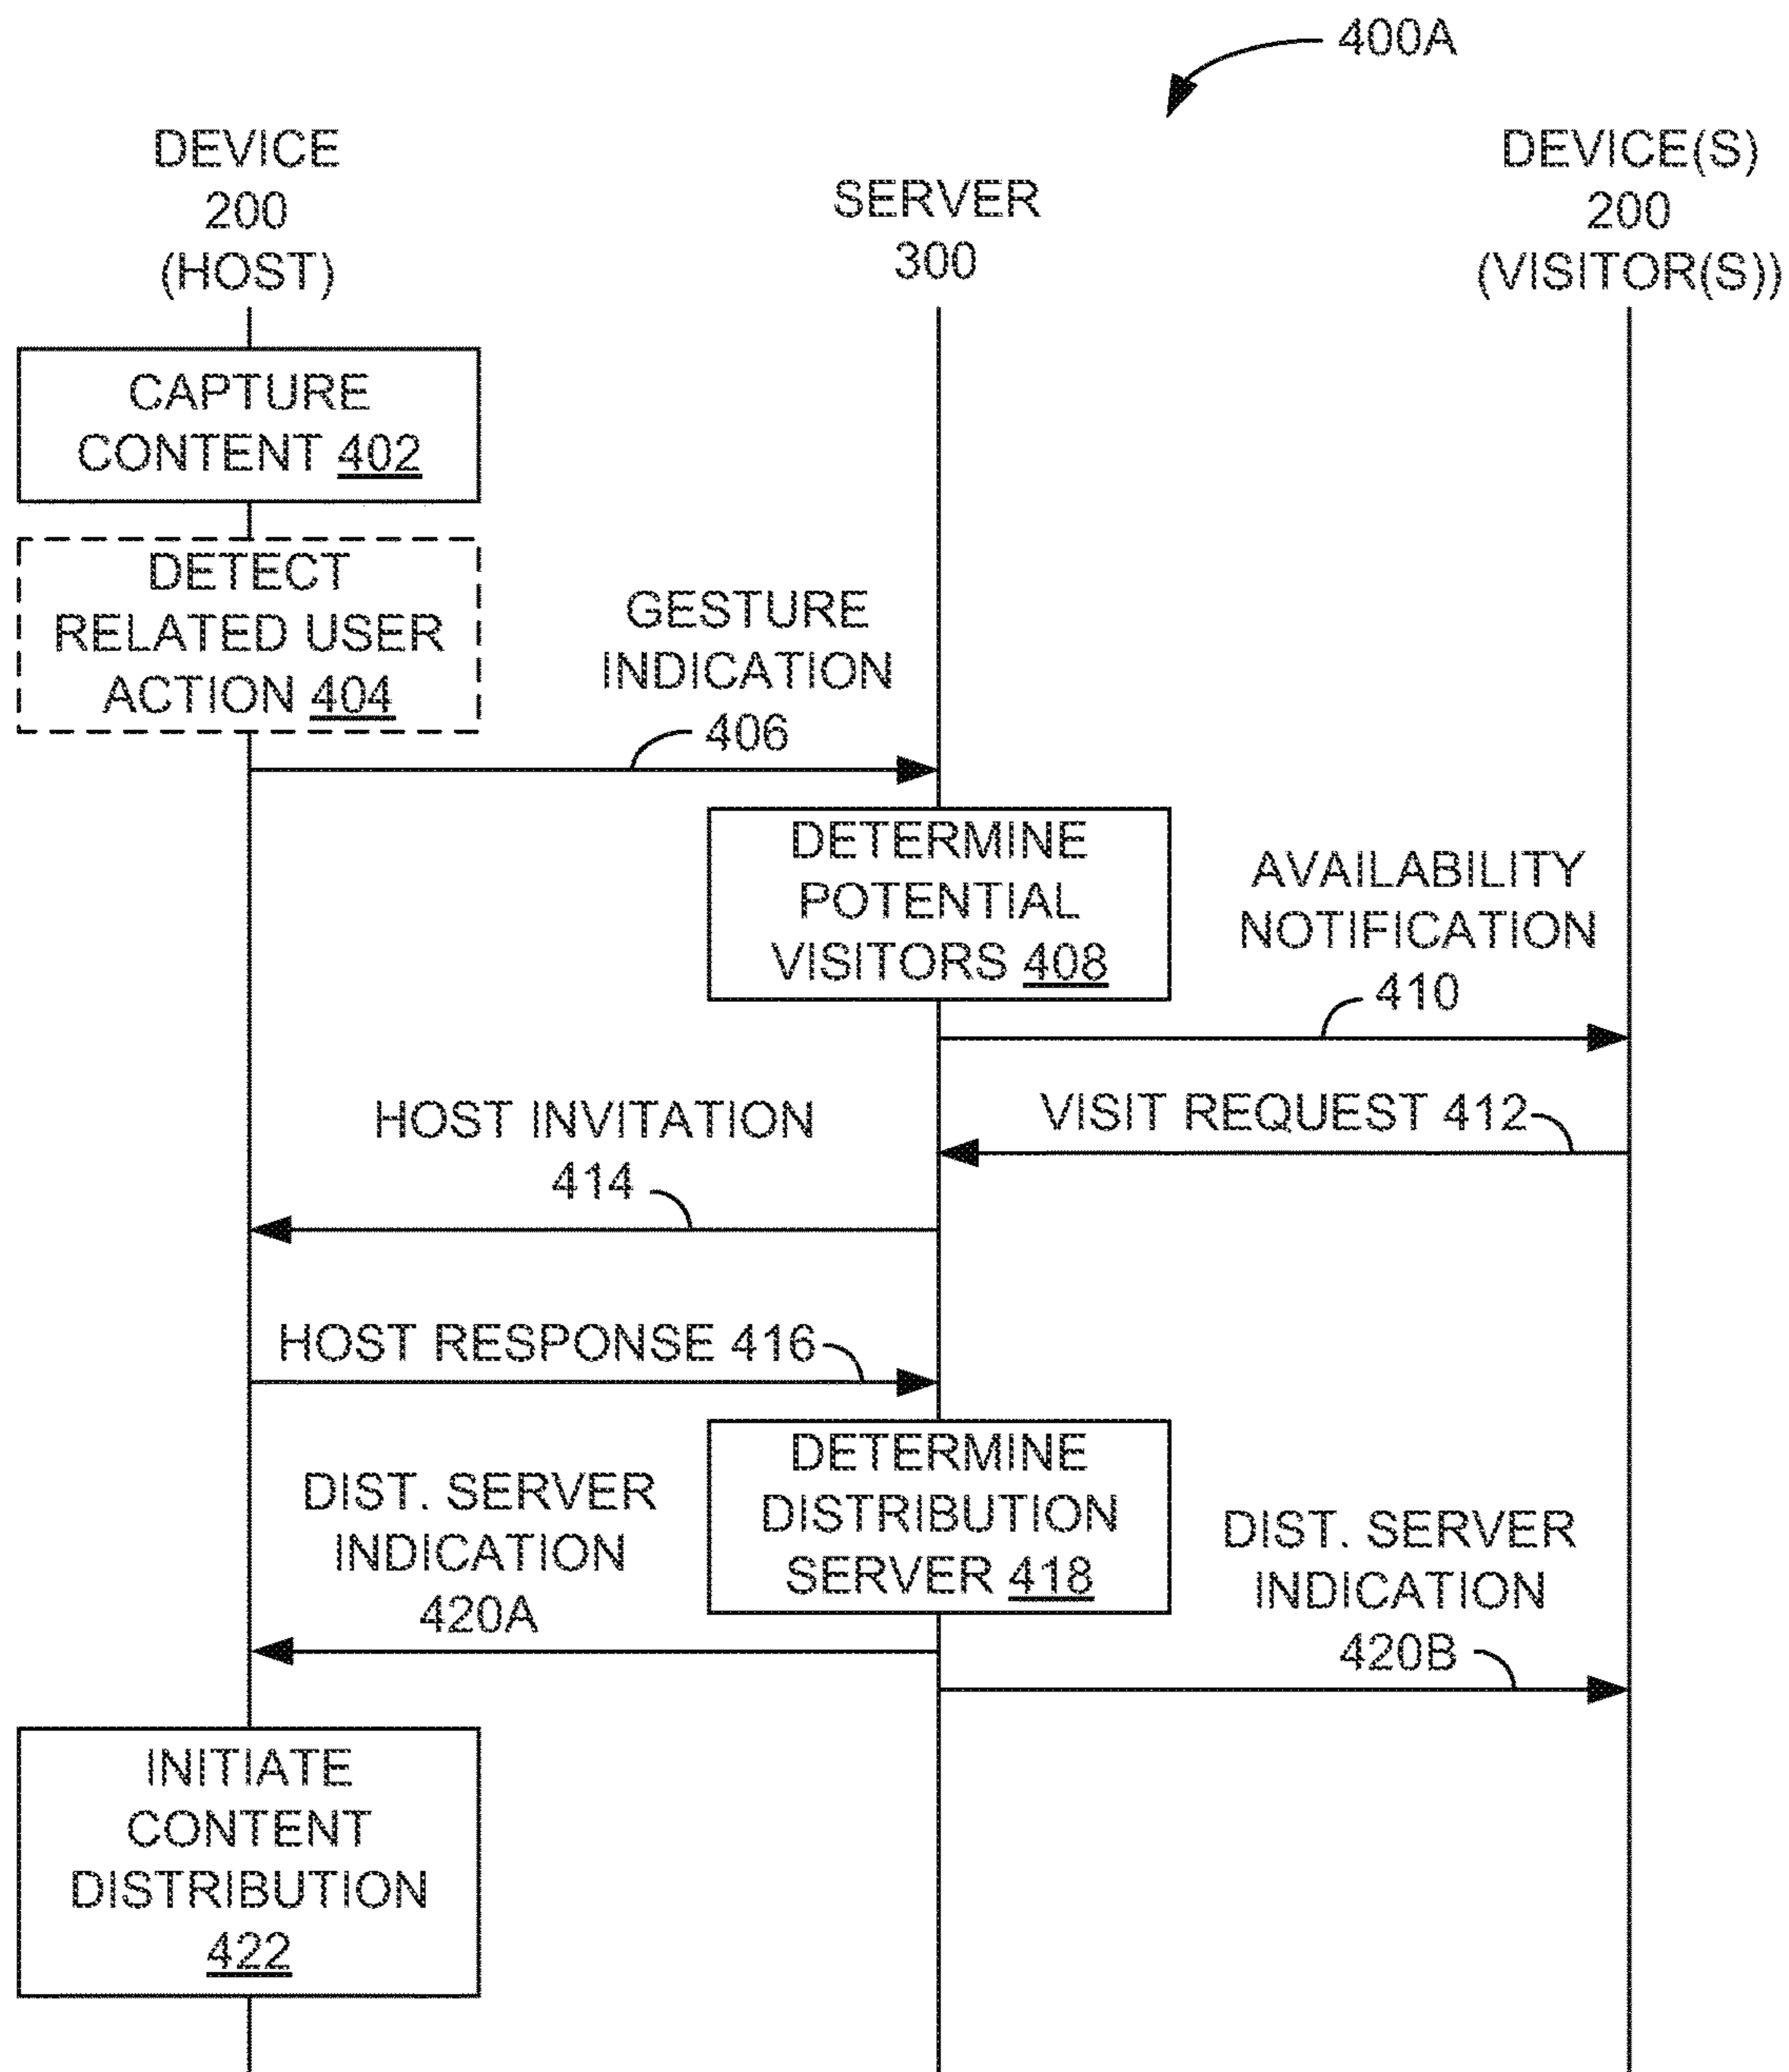 400A
DEVICE
200
(HOST)
SERVER
300
DEVICE(S)
200
(VISITOR(S))
CAPTURE
CONTENT 402
DETECT
RELATED USER
ACTION 404
GESTURE
INDICATION
406
DETERMINE
POTENTIAL
VISITORS 408
AVAILABILITY
NOTIFICATION
410
VISIT REQUEST 412
HOST INVITATION
414
HOST RESPONSE 416
DETERMINE
DISTRIBUTION
SERVER 418
DIST. SERVER
INDICATION
420A
DIST. SERVER
INDICATION
420B
INITIATE
CONTENT
DISTRIBUTION
422